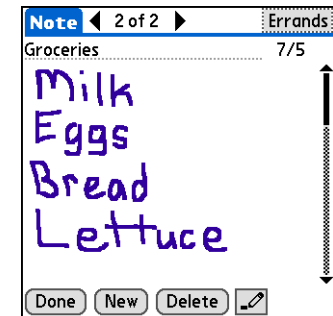 Note 2 of 2 Errands
Groceries 7/5
Milk
Eggs
Bread
Lettuce
Done New Delete